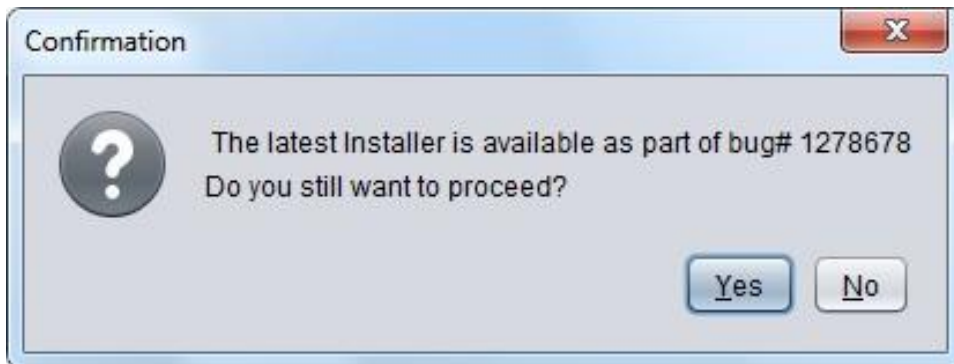 Confirmation
The latest Installer is available as part of bug# 1278678
Do you still want to proceed?
Yes No